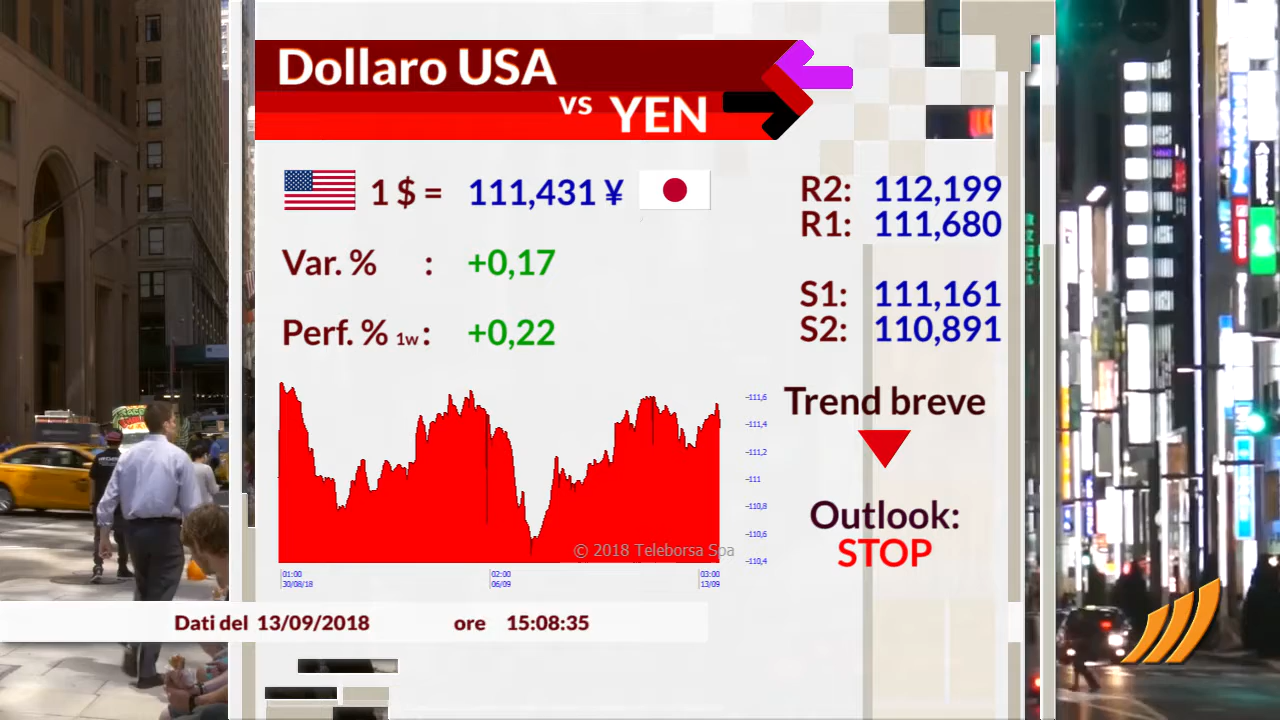 Dollaro USA
vs YEN
1 $ = 111,431 ¥
Var. % : +0,17
Perf. % 1w : +0,22
R2: 112,199
R1: 111,680
S1: 111,161
S2: 110,891
Trend breve
Outlook:
STOP
111,6
111,4
111,2
111
110,8
110,6
110,4
© 2018 Teleborsa Spa
01:00 02:00 03:00
30/08/18 06/09 13/09
Dati del 13/09/2018 ore 15:08:35